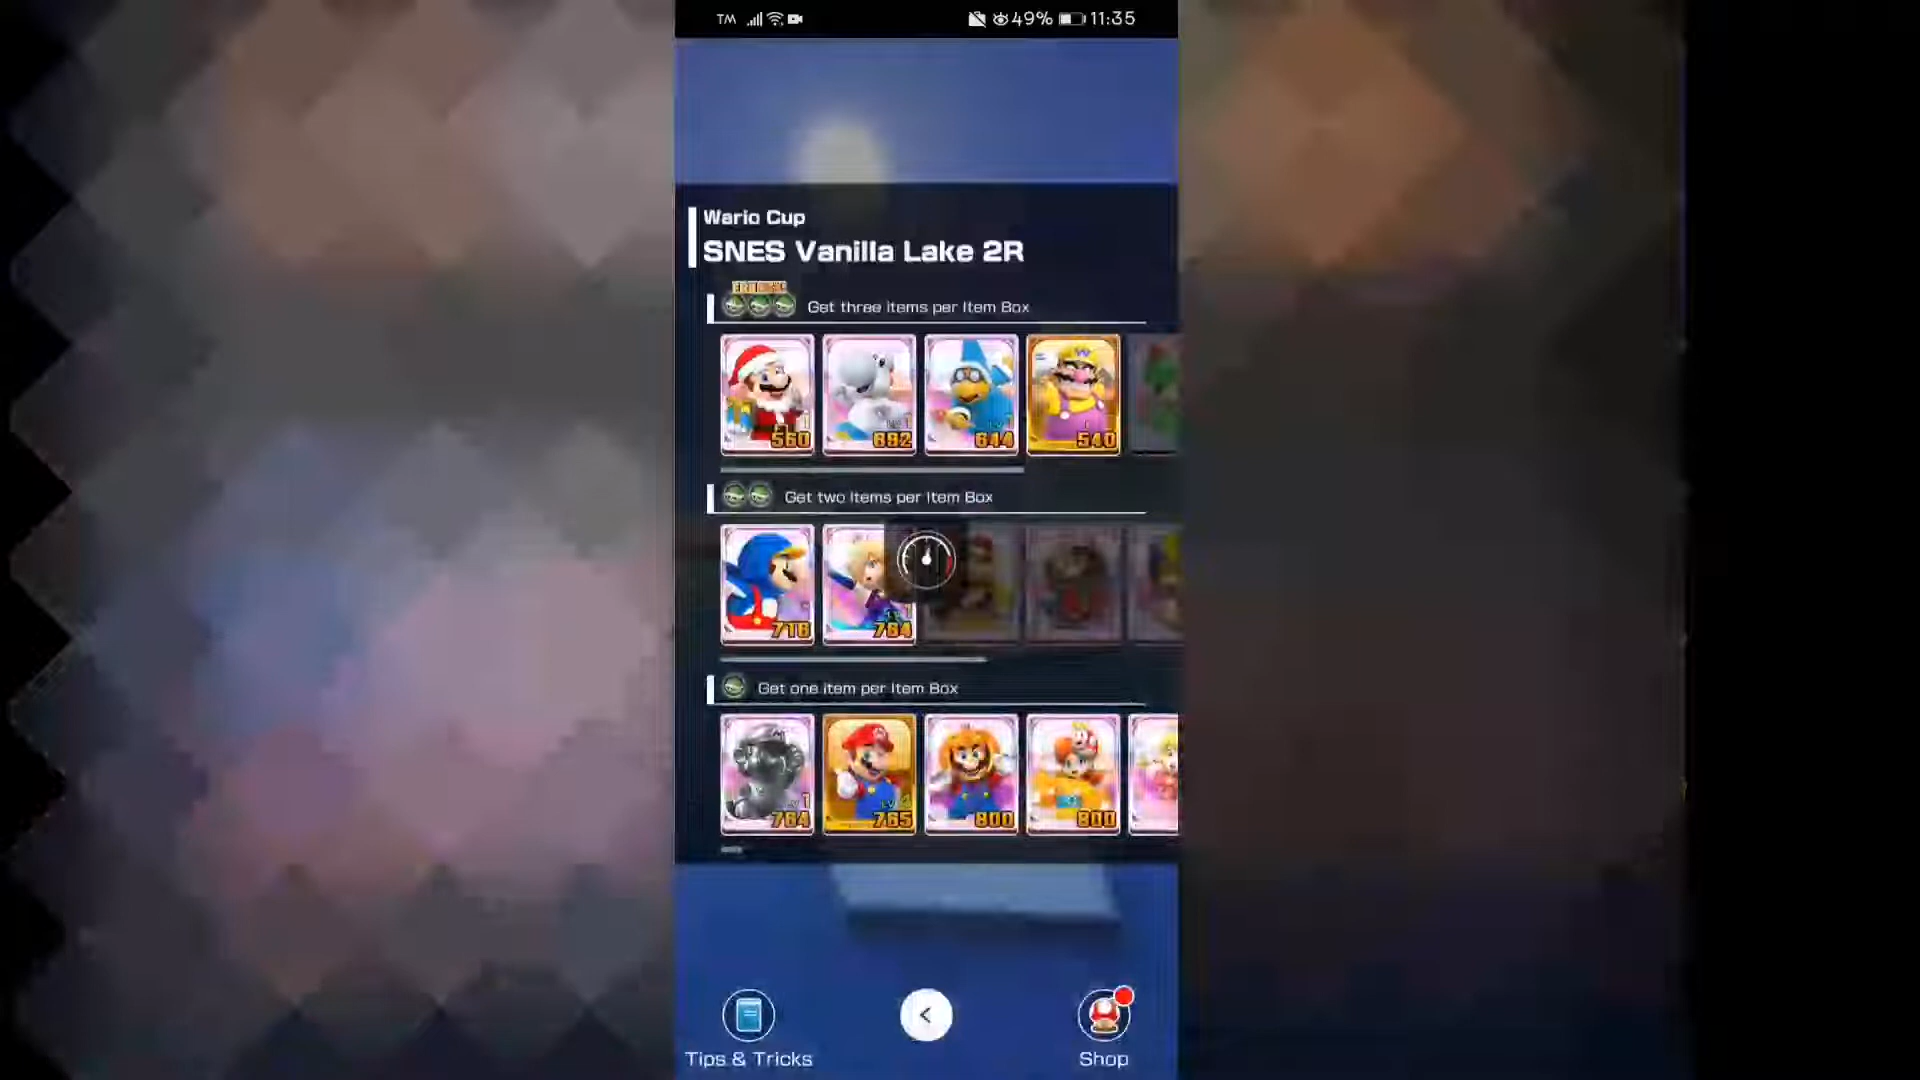 TM 49% 11:35
Wario Cup
SNES Vanilla Lake 2R
Get three items per Item Box
560 692 644 540
Get two items per Item Box
716 784
Get one item per Item Box
784 765 800 800
Tips & Tricks
Shop